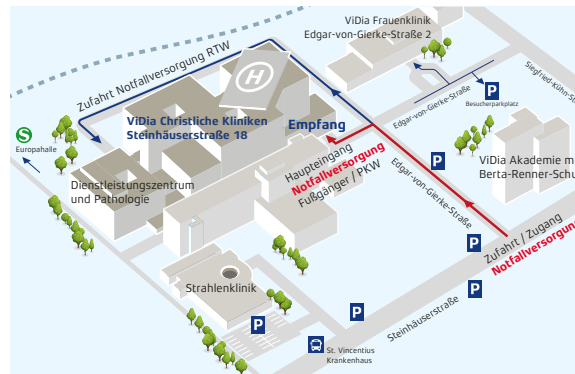 ViDia Frauenklinik
Edgar-von-Gierke-Straße 2
Zufahrt Notfallversorgung RTW
H
Siegfried-Kühn-
P
Besucherparkplatz
Edgar-von-Gierke-Straße
S
Europahalle
ViDia Christliche Kliniken
Steinhäuserstraße 18
Empfang
Haupteingang
Notfallversorgung
Fußgänger / PKW
P
Edgar-von-Gierke-Straße
ViDia Akademie m
Berta-Renner-Schu
Dienstleistungszentrum
und Pathologie
P
Zufahrt / Zugang
Notfallversorgung
Strahlenklinik
P
P
P
Steinhäuserstraße
St. Vincentius
Krankenhaus